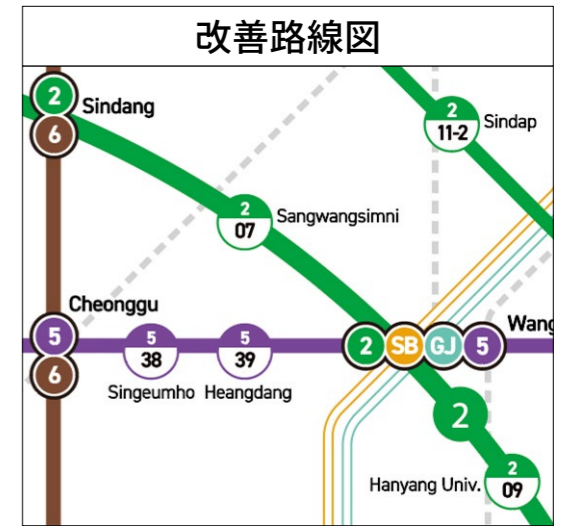 改善路線図
2
Sindang
6
2
11-2
Sindap
2
07
Sangwangsimni
Cheonggu
5
6
5
38
Singeumho
5
39
Heangdang
2 SB GJ 5
Wang
2
Hanyang Univ.
2
09